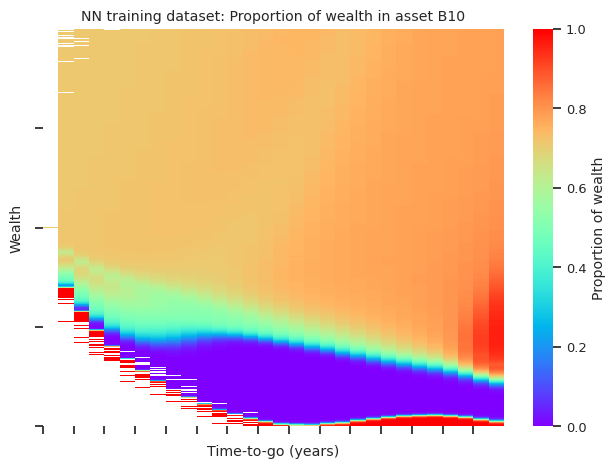 NN training dataset: Proportion of wealth in asset B10
Wealth
Time-to-go (years)
1.0
0.8
0.6
0.4
0.2
0.0
Proportion of wealth